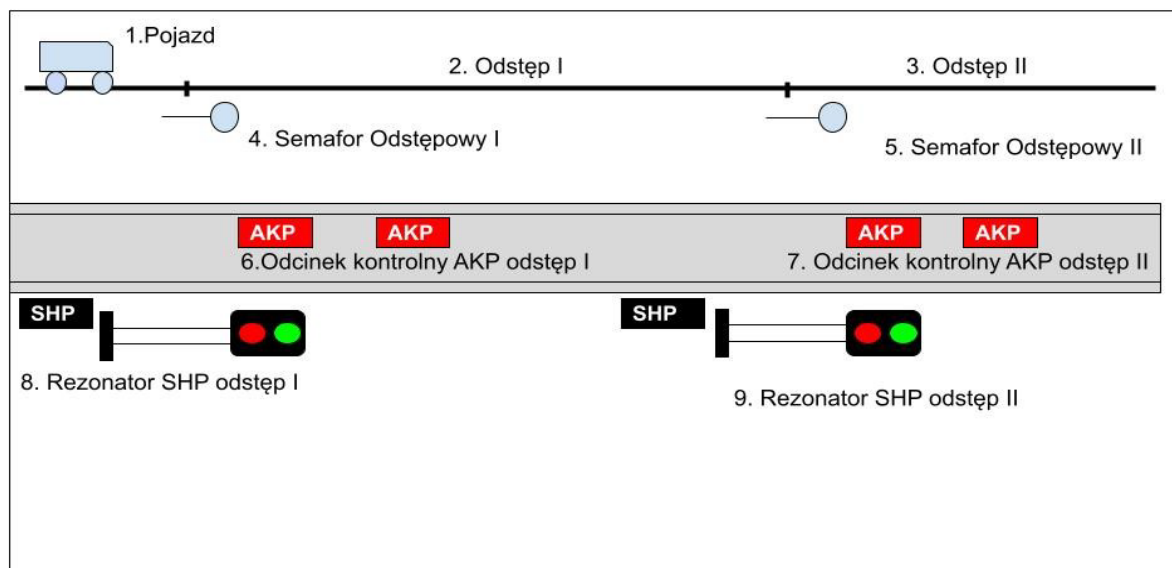 1.Pojazd
2. Odstęp I
3. Odstęp II
4. Semafor Odstępowy I
5. Semafor Odstępowy II
AKP AKP AKP AKP
6.Odcinek kontrolny AKP odstęp I
7. Odcinek kontrolny AKP odstęp II
SHP
SHP
8. Rezonator SHP odstęp I
9. Rezonator SHP odstęp II